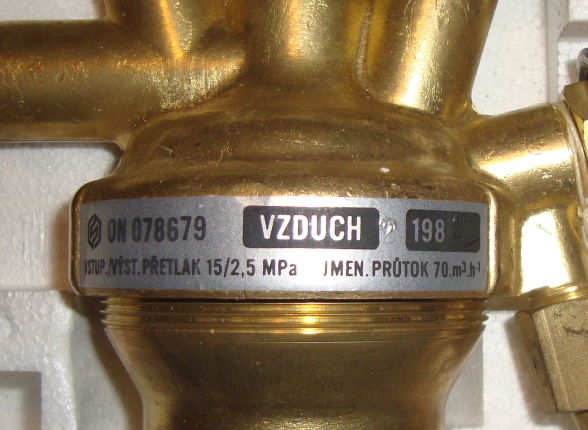 ON 078679 VZDUCH 198
VSTUP./VÝST. PŘETLAK 15/2,5 MPa JMEN. PRŮTOK 70.m³.h⁻¹